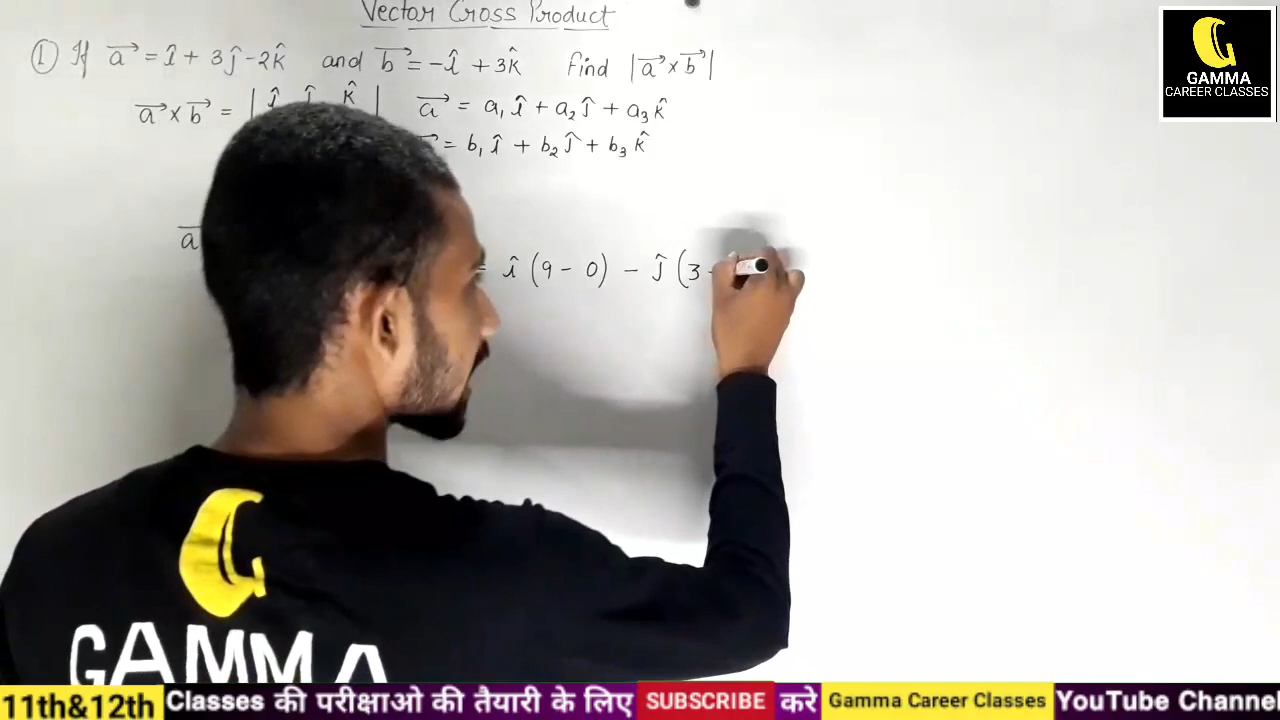 Vector Cross Product
① If a⃗ = î + 3ĵ - 2k̂ and b⃗ = -î + 3k̂ find |a⃗ × b⃗|
a⃗ × b⃗ = | î ĵ k̂ | a⃗ = a₁î + a₂ĵ + a₃k̂
= b₁î + b₂ĵ + b₃k̂
a
= î (9 - 0) - ĵ (3 -
GAMMA
CAREER CLASSES
GAMMA
11th&12th Classes की परीक्षाओ की तैयारी के लिए SUBSCRIBE करे Gamma Career Classes YouTube Channe